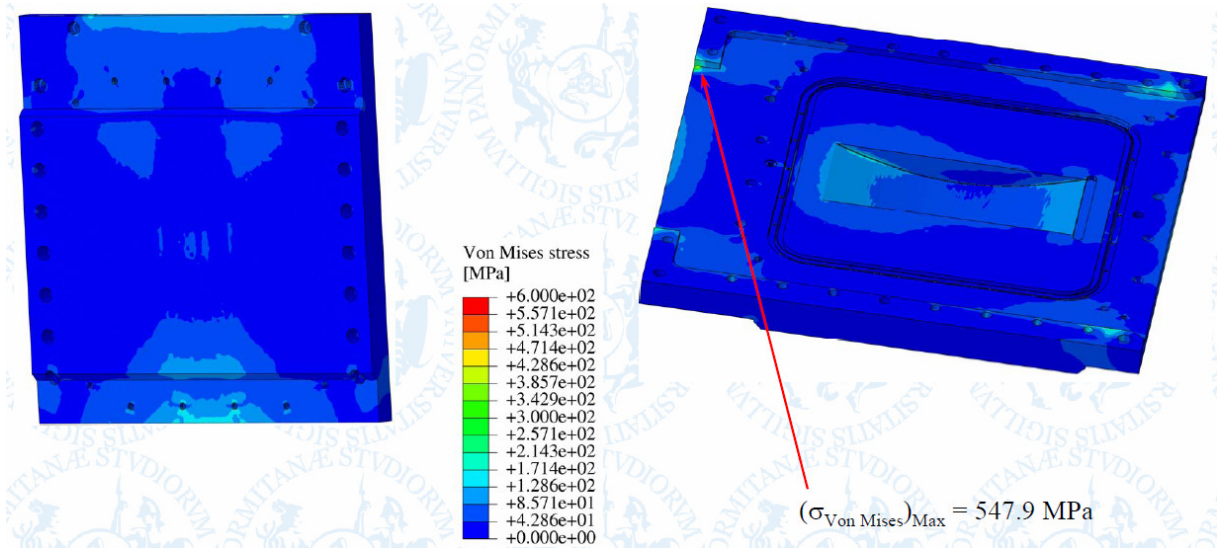 Von Mises stress
[MPa]
+6.000e+02
+5.571e+02
+5.143e+02
+4.714e+02
+4.286e+02
+3.857e+02
+3.429e+02
+3.000e+02
+2.571e+02
+2.143e+02
+1.714e+02
+1.286e+02
+8.571e+01
+4.286e+01
+0.000e+00
(σVon Mises)Max = 547.9 MPa